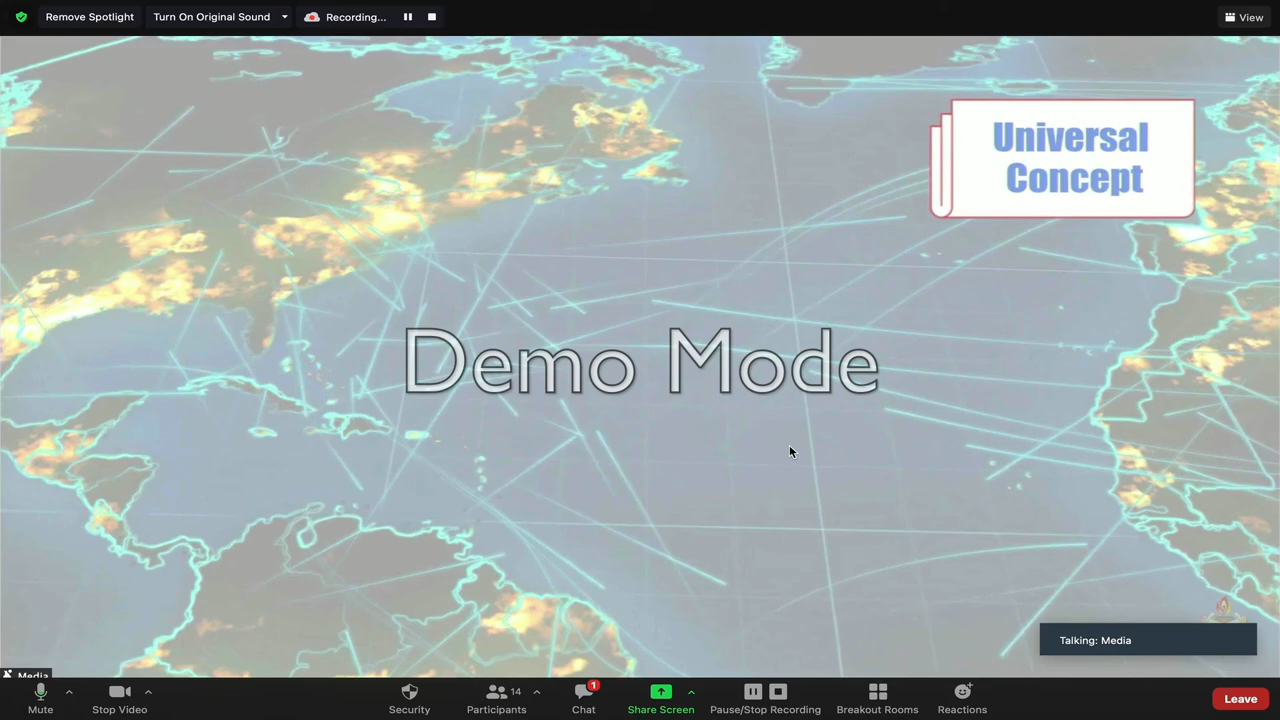 Remove Spotlight
Turn On Original Sound
Recording...
View
Universal
Concept
Demo Mode
Talking: Media
Media
Mute
Stop Video
Security
Participants
14
Chat
1
Share Screen
Pause/Stop Recording
Breakout Rooms
Reactions
Leave